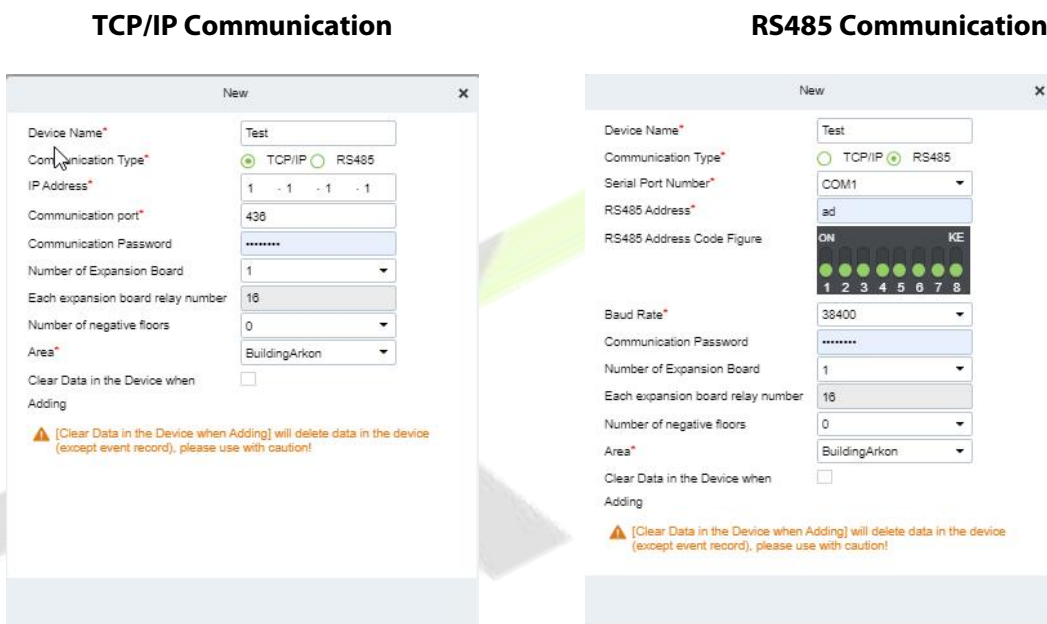 TCP/IP Communication
New
Device Name*
Test
Communication Type*
TCP/IP RS485
IP Address*
1 . 1 . 1 . 1
Communication port*
436
Communication Password
••••••••
Number of Expansion Board
1
Each expansion board relay number
16
Number of negative floors
0
Area*
BuildingArkon
Clear Data in the Device when
Adding
[Clear Data in the Device when Adding] will delete data in the device
(except event record), please use with caution!
RS485 Communication
New
Device Name*
Test
Communication Type*
TCP/IP RS485
Serial Port Number*
COM1
RS485 Address*
ad
RS485 Address Code Figure
ON KE
1 2 3 4 5 6 7 8
Baud Rate*
38400
Communication Password
••••••••
Number of Expansion Board
1
Each expansion board relay number
16
Number of negative floors
0
Area*
BuildingArkon
Clear Data in the Device when
Adding
[Clear Data in the Device when Adding] will delete data in the device
(except event record), please use with caution!